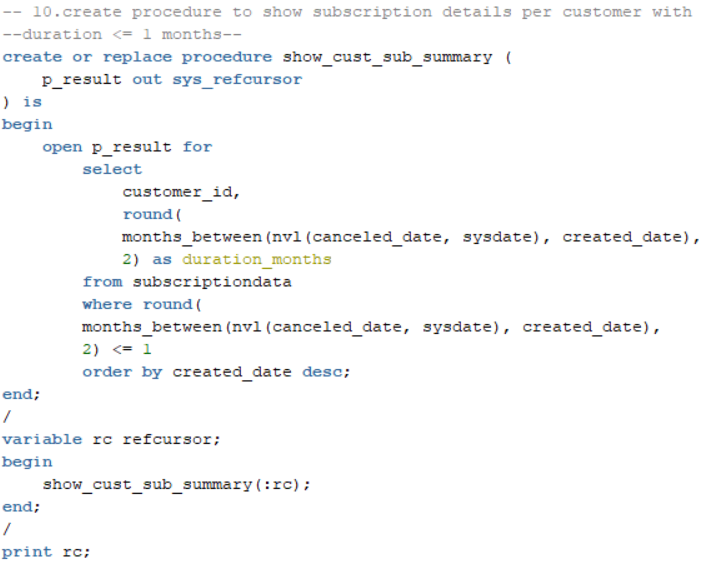 -- 10.create procedure to show subscription details per customer with
--duration <= 1 months--
create or replace procedure show_cust_sub_summary (
    p_result out sys_refcursor
) is
begin
    open p_result for
        select
            customer_id,
            round(
            months_between(nvl(canceled_date, sysdate), created_date),
            2) as duration_months
        from subscriptiondata
        where round(
        months_between(nvl(canceled_date, sysdate), created_date),
        2) <= 1
        order by created_date desc;
end;
/
variable rc refcursor;
begin
    show_cust_sub_summary(:rc);
end;
/
print rc;